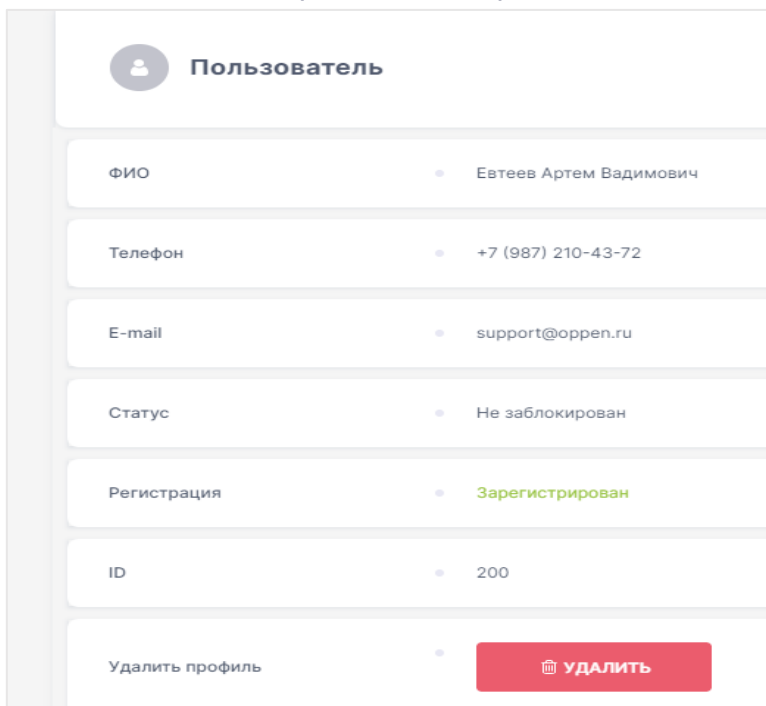 Пользователь
ФИО Евтеев Артем Вадимович
Телефон +7 (987) 210-43-72
E-mail support@oppen.ru
Статус Не заблокирован
Регистрация Зарегистрирован
ID 200
Удалить профиль УДАЛИТЬ